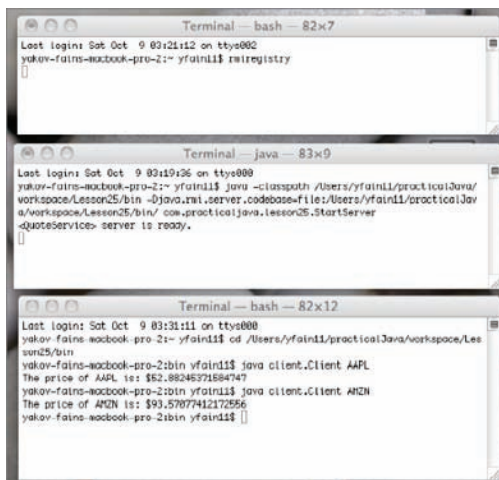 Terminal — bash — 82×7
Last login: Sat Oct 9 03:21:12 on ttys002
yakov-fains-macbook-pro-2:~ yfain11$ rmiregistry
Terminal — java — 83×9
Last login: Sat Oct 9 03:19:36 on ttys000
yakov-fains-macbook-pro-2:~ yfain11$ java -classpath /Users/yfain11/practicalJava/
workspace/Lesson25/bin -Djava.rmi.server.codebase=file:/Users/yfain11/practicalJav
a/workspace/Lesson25/bin/ com.practicaljava.lesson25.StartServer
<QuoteService> server is ready.
Terminal — bash — 82×12
Last login: Sat Oct 9 03:31:11 on ttys000
yakov-fains-macbook-pro-2:~ yfain11$ cd /Users/yfain11/practicalJava/workspace/Les
son25/bin
yakov-fains-macbook-pro-2:bin yfain11$ java client.Client AAPL
The price of AAPL is: $52.88245371584747
yakov-fains-macbook-pro-2:bin yfain11$ java client.Client AMZN
The price of AMZN is: $93.57077412172556
yakov-fains-macbook-pro-2:bin yfain11$